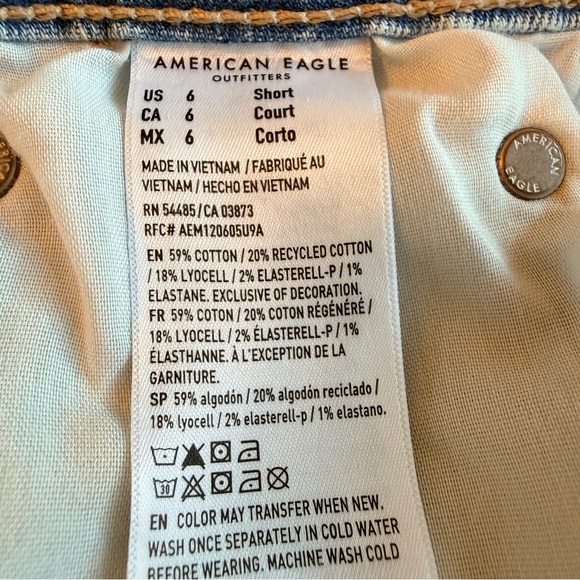 AMERICAN EAGLE
OUTFITTERS
US 6 Short
CA 6 Court
MX 6 Corto
MADE IN VIETNAM / FABRIQUÉ AU
VIETNAM / HECHO EN VIETNAM
RN 54485/CA 03873
RFC# AEM120605U9A
EN 59% COTTON / 20% RECYCLED COTTON
/ 18% LYOCELL / 2% ELASTERELL-P / 1%
ELASTANE. EXCLUSIVE OF DECORATION.
FR 59% COTON / 20% COTON RÉGÉNÉRÉ /
18% LYOCELL / 2% ÉLASTERELL-P / 1%
ÉLASTHANNE. À L'EXCEPTION DE LA
GARNITURE.
SP 59% algodón / 20% algodón reciclado /
18% lyocell / 2% elasterell-p / 1% elastano.
30
EN COLOR MAY TRANSFER WHEN NEW.
WASH ONCE SEPARATELY IN COLD WATER
BEFORE WEARING. MACHINE WASH COLD
AMERICAN
EAGLE